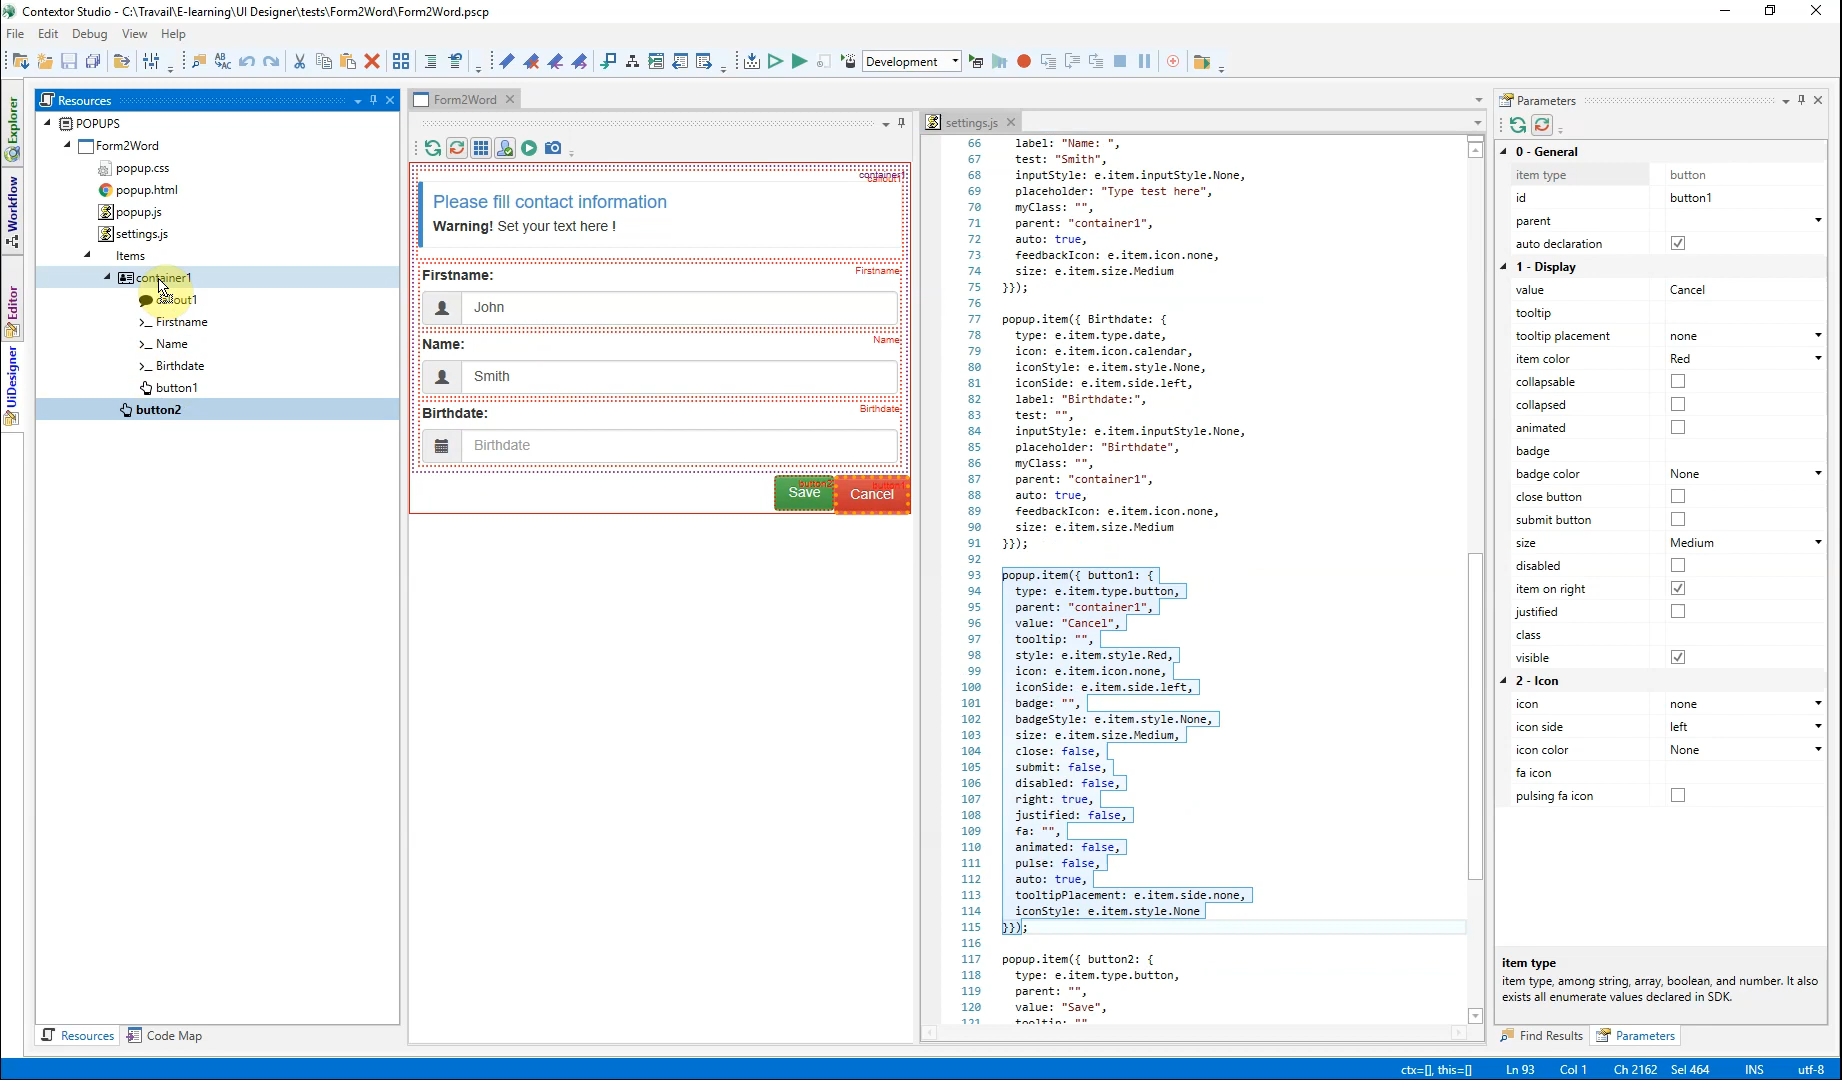 Contextor Studio - C:\Travail\E-learning\UI Designer\tests\Form2Word\Form2Word.pscp
File Edit Debug View Help
Development
Explorer
Workflow
Editor
UiDesigner
Resources
POPUPS
Form2Word
popup.css
popup.html
popup.js
settings.js
Items
container1
callout1
Firstname
Name
Birthdate
button1
button2
Resources Code Map
Form2Word
container1
callout1
Please fill contact information
Warning! Set your text here !
Firstname:
Firstname
John
Name:
Name
Smith
Birthdate:
Birthdate
Birthdate
Save button2
Cancel button1
settings.js
66 label: "Name: ",
67 test: "Smith",
68 inputStyle: e.item.inputStyle.None,
69 placeholder: "Type test here",
70 myClass: "",
71 parent: "container1",
72 auto: true,
73 feedbackIcon: e.item.icon.none,
74 size: e.item.size.Medium
75 }});
76
77 popup.item({ Birthdate: {
78 type: e.item.type.date,
79 icon: e.item.icon.calendar,
80 iconStyle: e.item.style.None,
81 iconSide: e.item.side.left,
82 label: "Birthdate:",
83 test: "",
84 inputStyle: e.item.inputStyle.None,
85 placeholder: "Birthdate",
86 myClass: "",
87 parent: "container1",
88 auto: true,
89 feedbackIcon: e.item.icon.none,
90 size: e.item.size.Medium
91 }});
92
93 popup.item({ button1: {
94 type: e.item.type.button,
95 parent: "container1",
96 value: "Cancel",
97 tooltip: "",
98 style: e.item.style.Red,
99 icon: e.item.icon.none,
100 iconSide: e.item.side.left,
101 badge: "",
102 badgeStyle: e.item.style.None,
103 size: e.item.size.Medium,
104 close: false,
105 submit: false,
106 disabled: false,
107 right: true,
108 justified: false,
109 fa: "",
110 animated: false,
111 pulse: false,
112 auto: true,
113 tooltipPlacement: e.item.side.none,
114 iconStyle: e.item.style.None
115 }});
116
117 popup.item({ button2: {
118 type: e.item.type.button,
119 parent: "",
120 value: "Save",
121 tooltip: ""
Parameters
0 - General
item type button
id button1
parent
auto declaration
1 - Display
value Cancel
tooltip
tooltip placement none
item color Red
collapsable
collapsed
animated
badge
badge color None
close button
submit button
size Medium
disabled
item on right
justified
class
visible
2 - Icon
icon none
icon side left
icon color None
fa icon
pulsing fa icon
item type
item type, among string, array, boolean, and number. It also
exists all enumerate values declared in SDK.
Find Results Parameters
ctx=[], this=[] Ln 93 Col 1 Ch 2162 Sel 464 INS utf-8